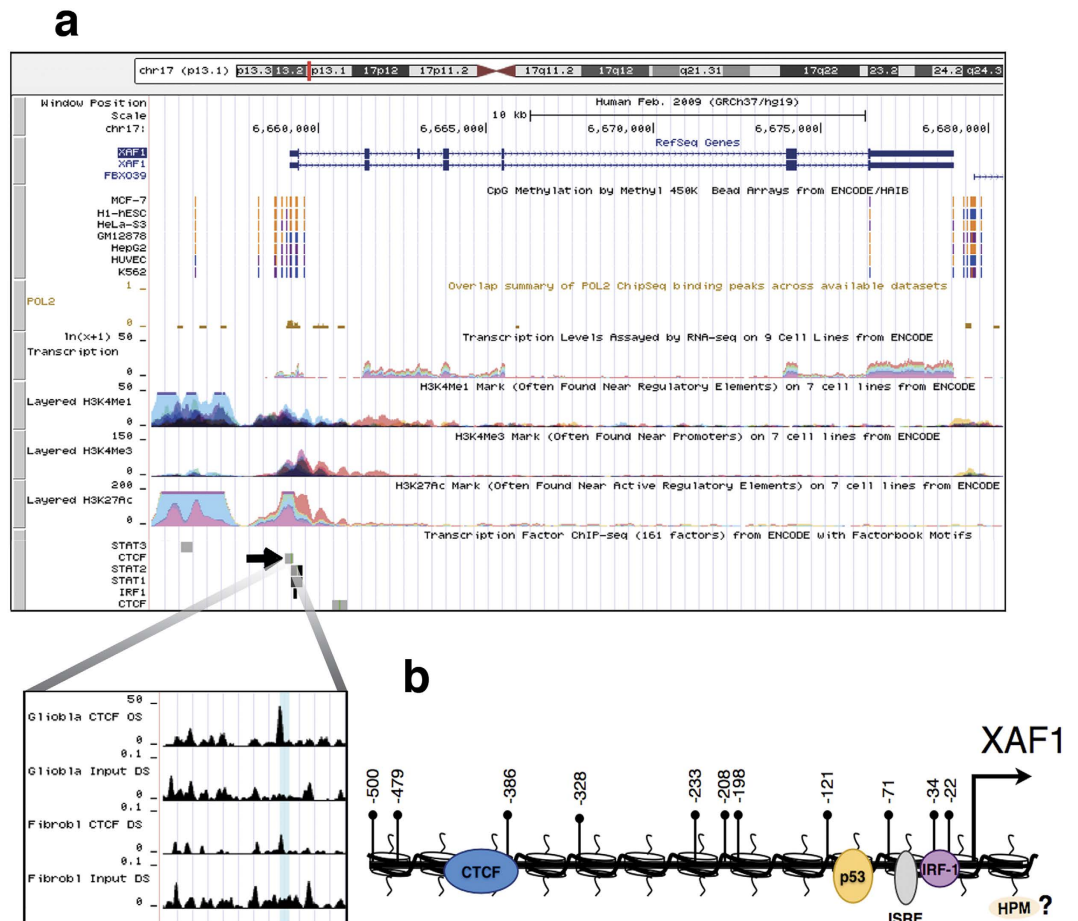 a
chr17 (p13.1) p13.3 13.2 p13.1 17p12 17p11.2 17q11.2 17q12 q21.31 17q22 23.2 24.2 q24.3
Window Position Human Feb. 2009 (GRCh37/hg19)
Scale 10 kb
chr17: 6,660,000 6,665,000 6,670,000 6,675,000 6,680,000
RefSeq Genes
XAF1
XAF1
FBXO39
CpG Methylation by Methyl 450K Bead Arrays from ENCODE/HAIB
MCF-7
H1-hESC
HeLa-S3
GM12878
HepG2
HUVEC
K562
1 _ Overlap summary of POL2 ChipSeq binding peaks across available datasets
POL2
0 _
ln(x+1) 50 _ Transcription Levels Assayed by RNA-seq on 9 Cell Lines from ENCODE
Transcription
0 _
50 _ H3K4Me1 Mark (Often Found Near Regulatory Elements) on 7 cell lines from ENCODE
Layered H3K4Me1
0 _
150 _ H3K4Me3 Mark (Often Found Near Promoters) on 7 cell lines from ENCODE
Layered H3K4Me3
0 _
200 _ H3K27Ac Mark (Often Found Near Active Regulatory Elements) on 7 cell lines from ENCODE
Layered H3K27Ac
0 _
Transcription Factor ChIP-seq (161 factors) from ENCODE with Factorbook Motifs
STAT3
CTCF
STAT2
STAT1
IRF1
CTCF
50 _
Gliobla CTCF OS
0 _
0.1 _
Gliobla Input DS
0 _
0.1 _
Fibrobl CTCF DS
0 _
0.1 _
Fibrobl Input DS
0 _
b
XAF1
-500 -479 -386 -328 -233 -208 -198 -121 -71 -34 -22
CTCF p53 IRF-1
ISRE
HPM ?